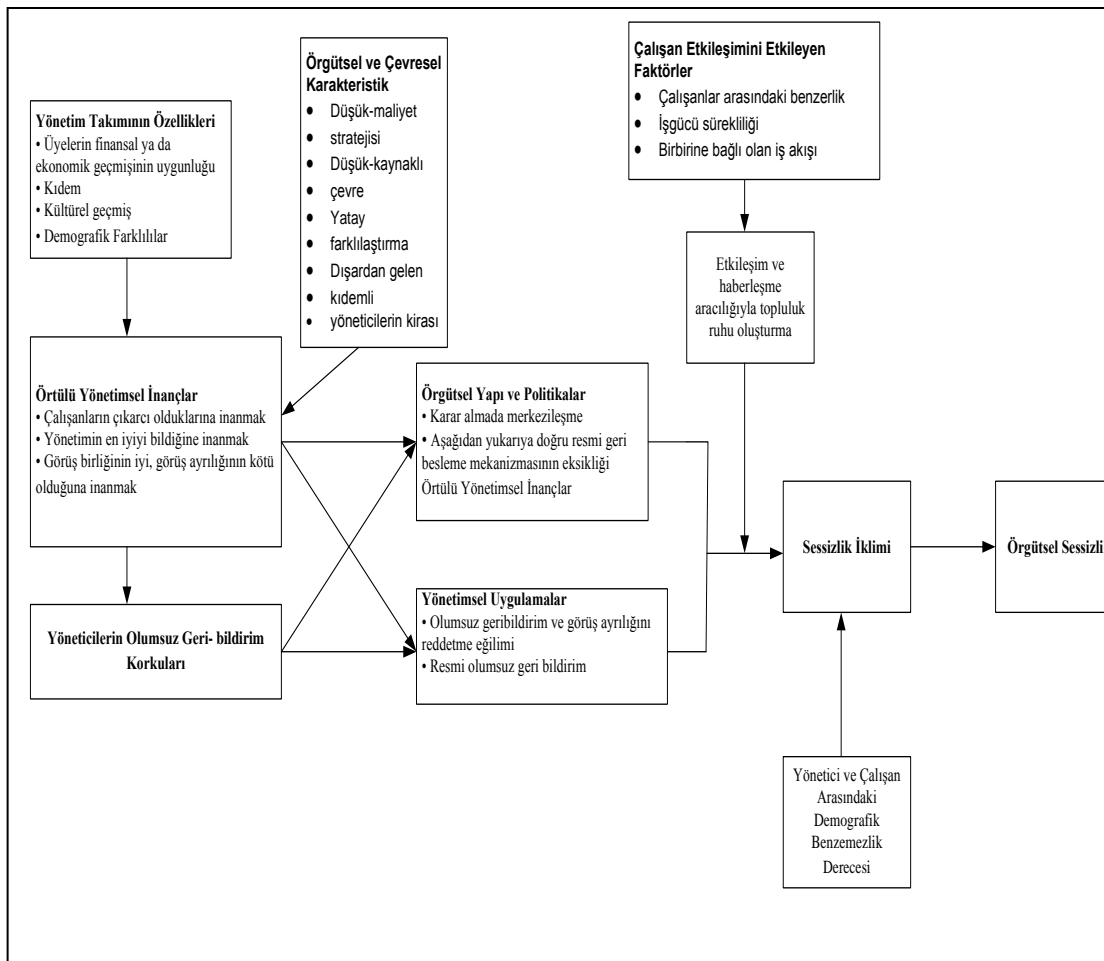 Yönetim Takımının Özellikleri
• Üyelerin finansal ya da
ekonomik geçmişinin uygunluğu
• Kıdem
• Kültürel geçmiş
• Demografik Farklılılar
Örgütsel ve Çevresel
Karakteristik
• Düşük-maliyet
• stratejisi
• Düşük-kaynaklı
• çevre
• Yatay
• farklılaştırma
• Dışardan gelen
• kıdemli
• yöneticilerin kirası
Çalışan Etkileşimini Etkileyen
Faktörler
• Çalışanlar arasındaki benzerlik
• İşgücü sürekliliği
• Birbirine bağlı olan iş akışı
Etkileşim ve
haberleşme
aracılığıyla topluluk
ruhu oluşturma
Örtülü Yönetimsel İnançlar
• Çalışanların çıkarcı olduklarına inanmak
• Yönetimin en iyiyi bildiğine inanmak
• Görüş birliğinin iyi, görüş ayrılığının kötü
olduğuna inanmak
Örgütsel Yapı ve Politikalar
• Karar almada merkezileşme
• Aşağıdan yukarıya doğru resmi geri
besleme mekanizmasının eksikliği
Örtülü Yönetimsel İnançlar
Sessizlik İklimi
Örgütsel Sessizli
Yöneticilerin Olumsuz Geri- bildirim
Korkuları
Yönetimsel Uygulamalar
• Olumsuz geribildirim ve görüş ayrılığını
reddetme eğilimi
• Resmi olumsuz geri bildirim
Yönetici ve Çalışan
Arasındaki
Demografik
Benzemezlik
Derecesi